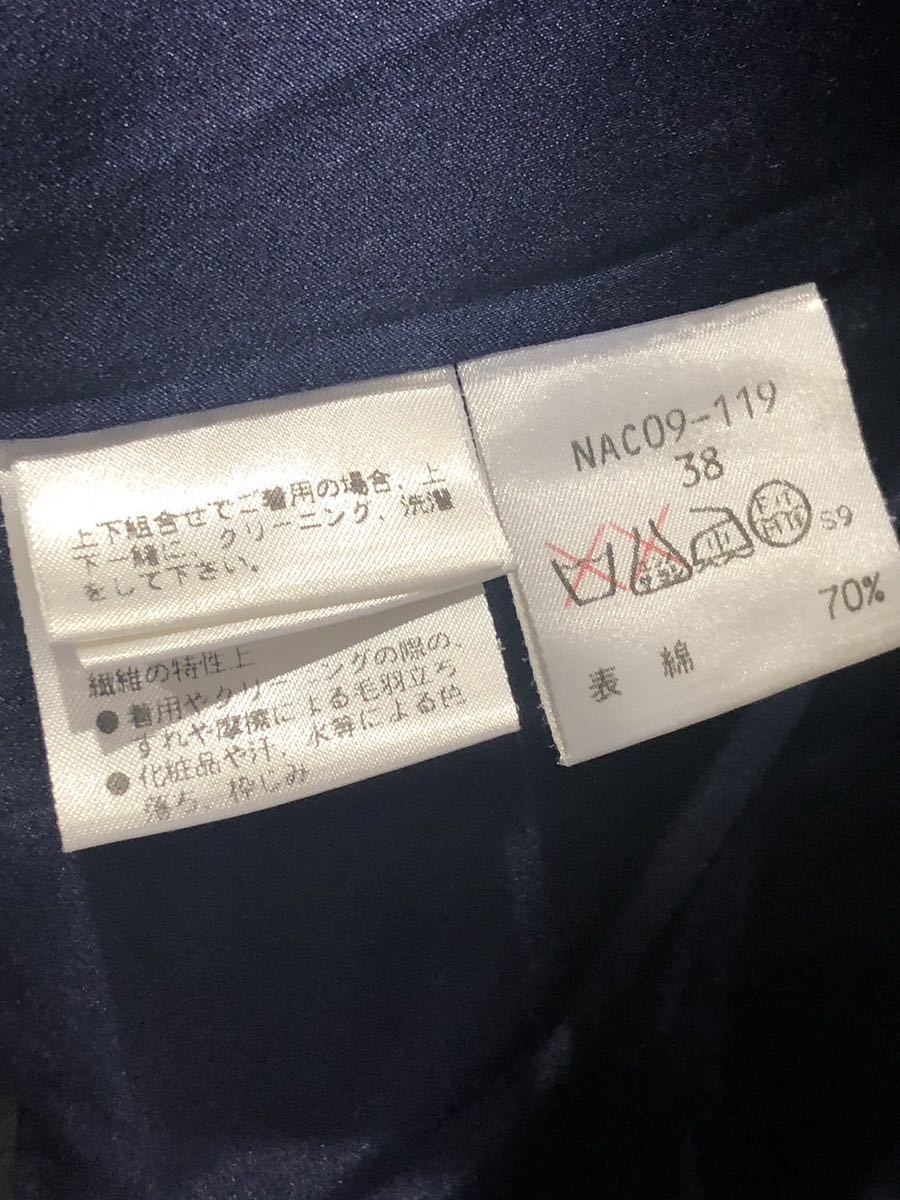 上下組合せでご着用の場合、上
下一緒に、クリーニング、洗濯
をして下さい。
繊維の特性上
●着用やクリーニングの際の、
すれや摩擦による毛羽立ち
●化粧品や汗、水等による色
落ち、枠じみ
NAC09-119
38
S9
表 綿 70%